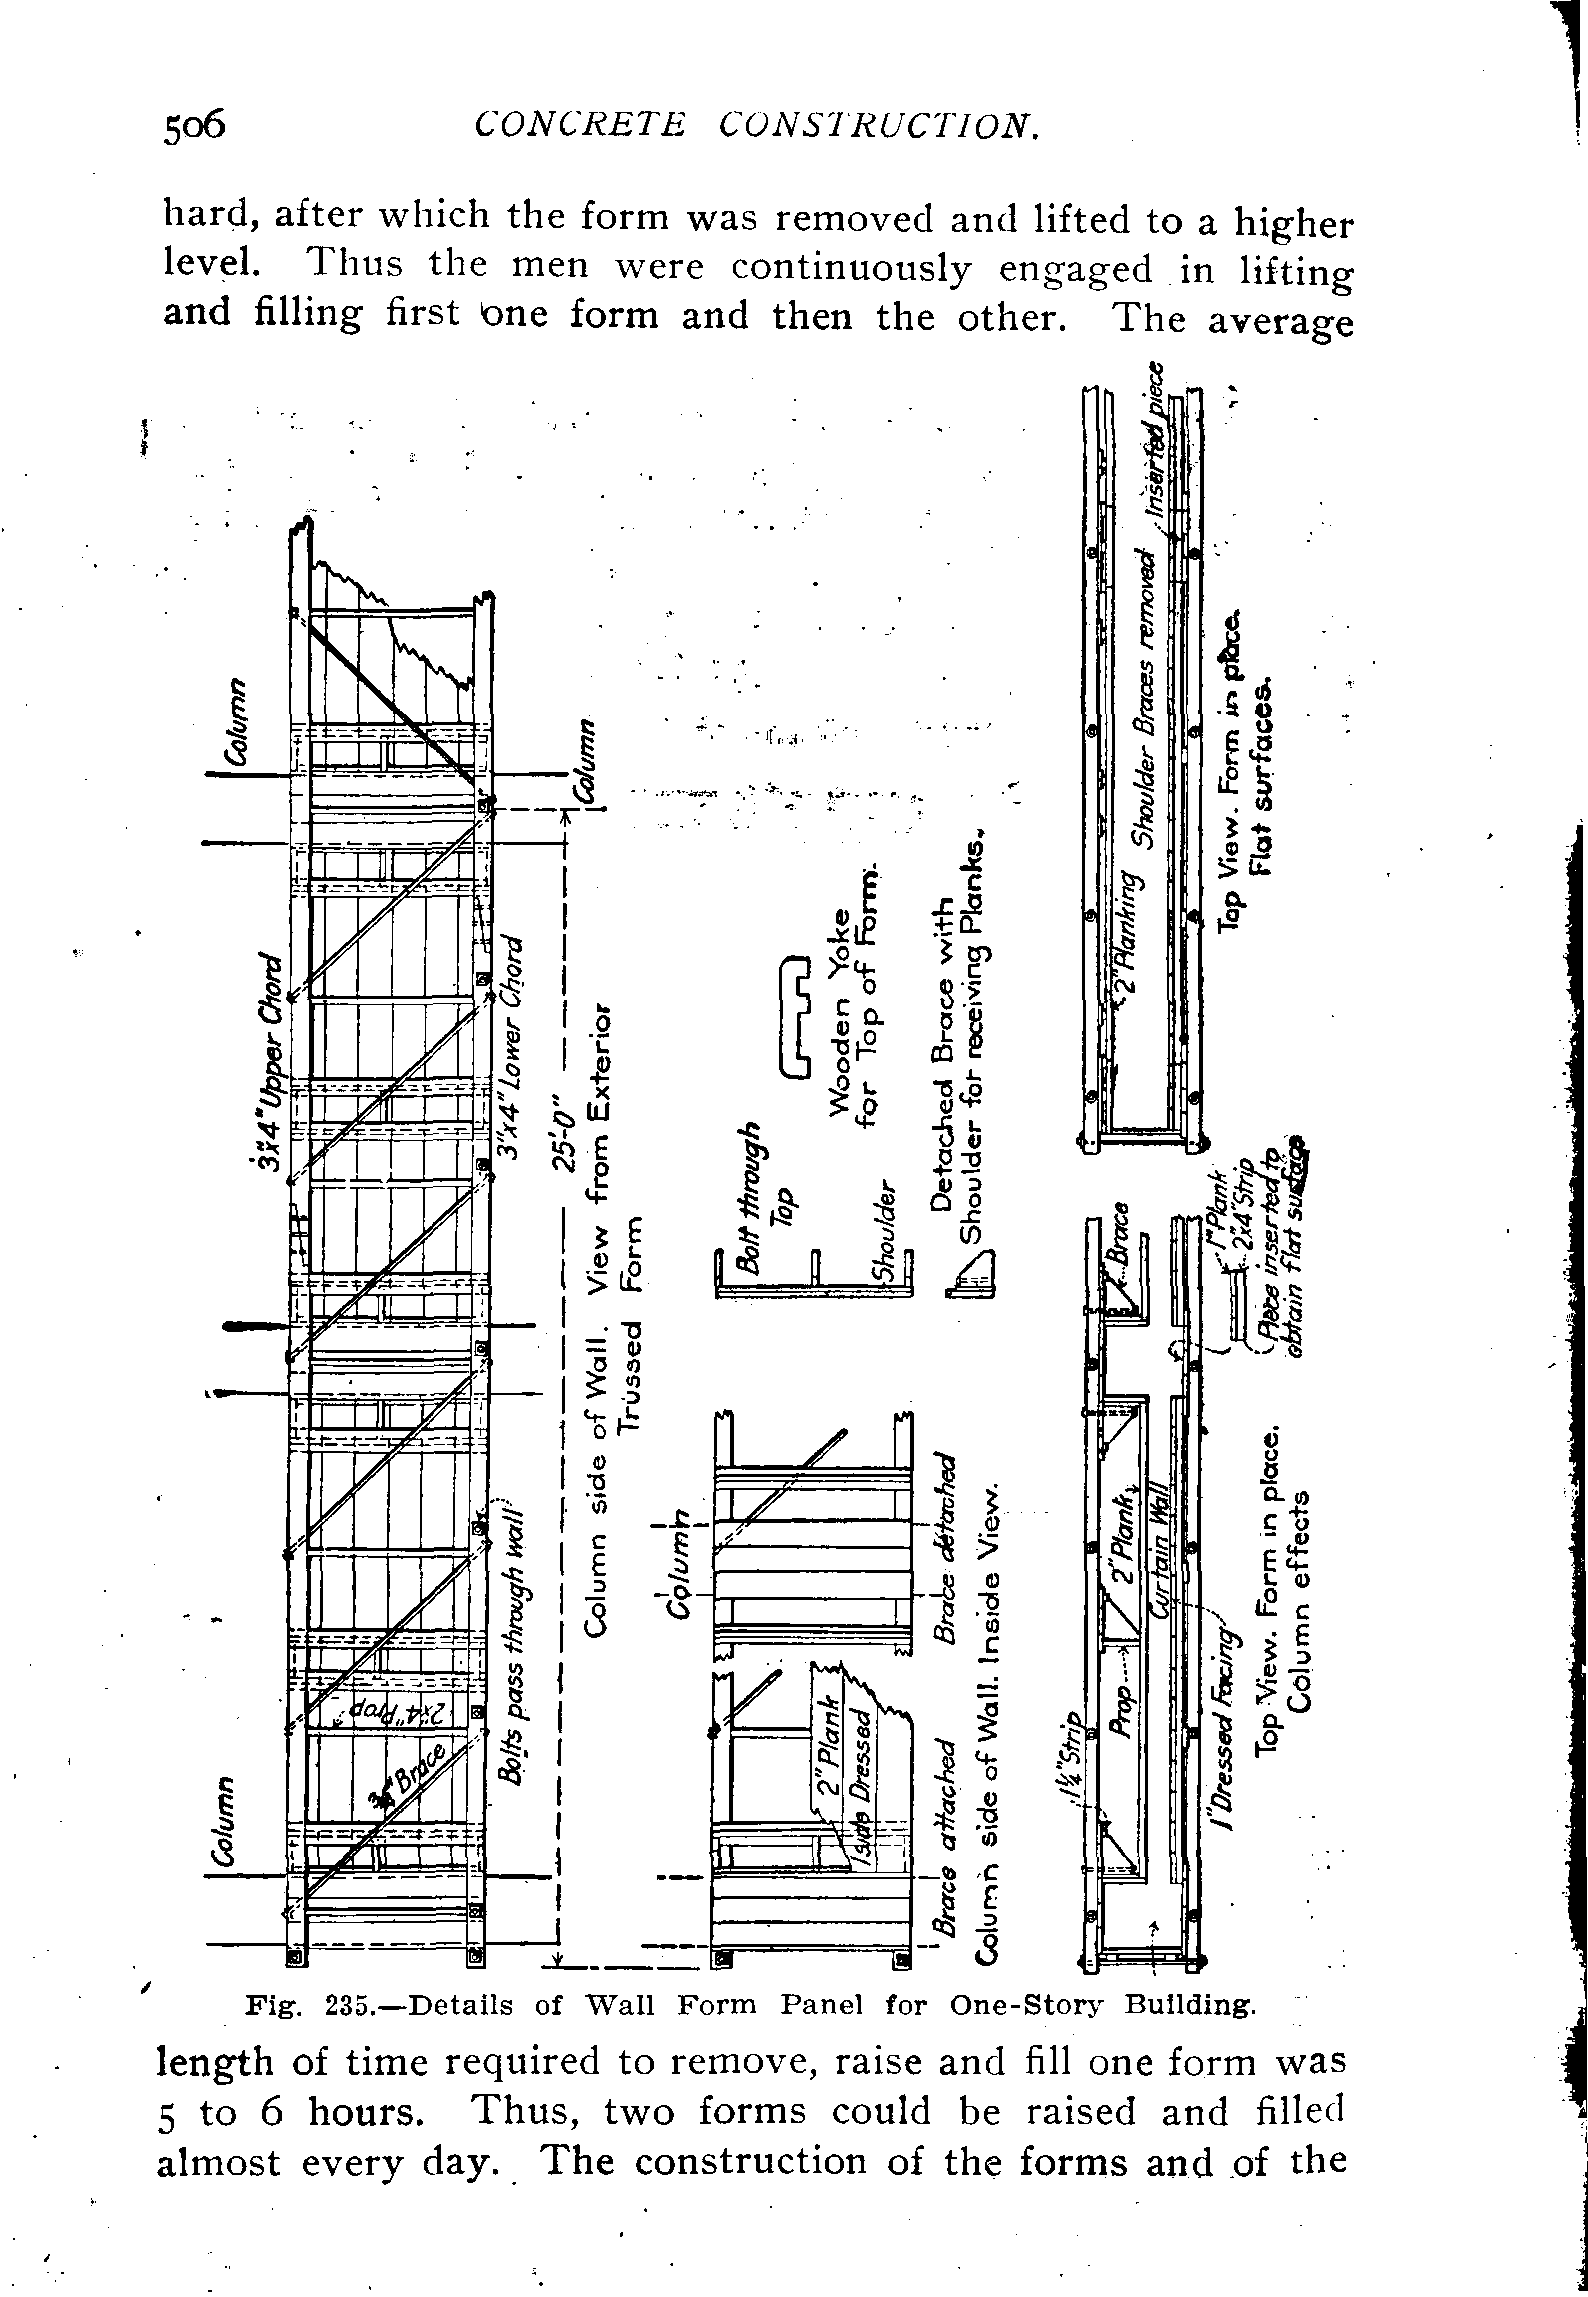 506 CONCRETE CONSTRUCTION.
hard, after which the form was removed and lifted to a higher
level. Thus the men were continuously engaged in lifting
and filling first one form and then the other. The average
Column
Column
3"x4" Upper Chord
3"x4" Lower Chord
25'-0"
Column side of Wall. View from Exterior
Trussed Form
Bolts pass through wall
2"x4" Prop
Brace
Column
Bolt through
Top
Shoulder
Wooden Yoke
for Top of Form.
Detached Brace with
Shoulder for receiving Planks.
Column
Brace detached
2" Plank
1 Side Dressed
Brace attached
Column side of Wall. Inside View.
Inserted piece
Shoulder Braces removed
2" Planking
Top View. Form in place.
Flat surfaces.
Brace
1" Plank
2"x4" Strip
Piece inserted to
obtain flat surface
2" Plank
Curtain Wall
Prop
1¼" Strip
1" Dressed Facing
Top View. Form in place.
Column effects
Fig. 235.—Details of Wall Form Panel for One-Story Building.
length of time required to remove, raise and fill one form was
5 to 6 hours. Thus, two forms could be raised and filled
almost every day. The construction of the forms and of the